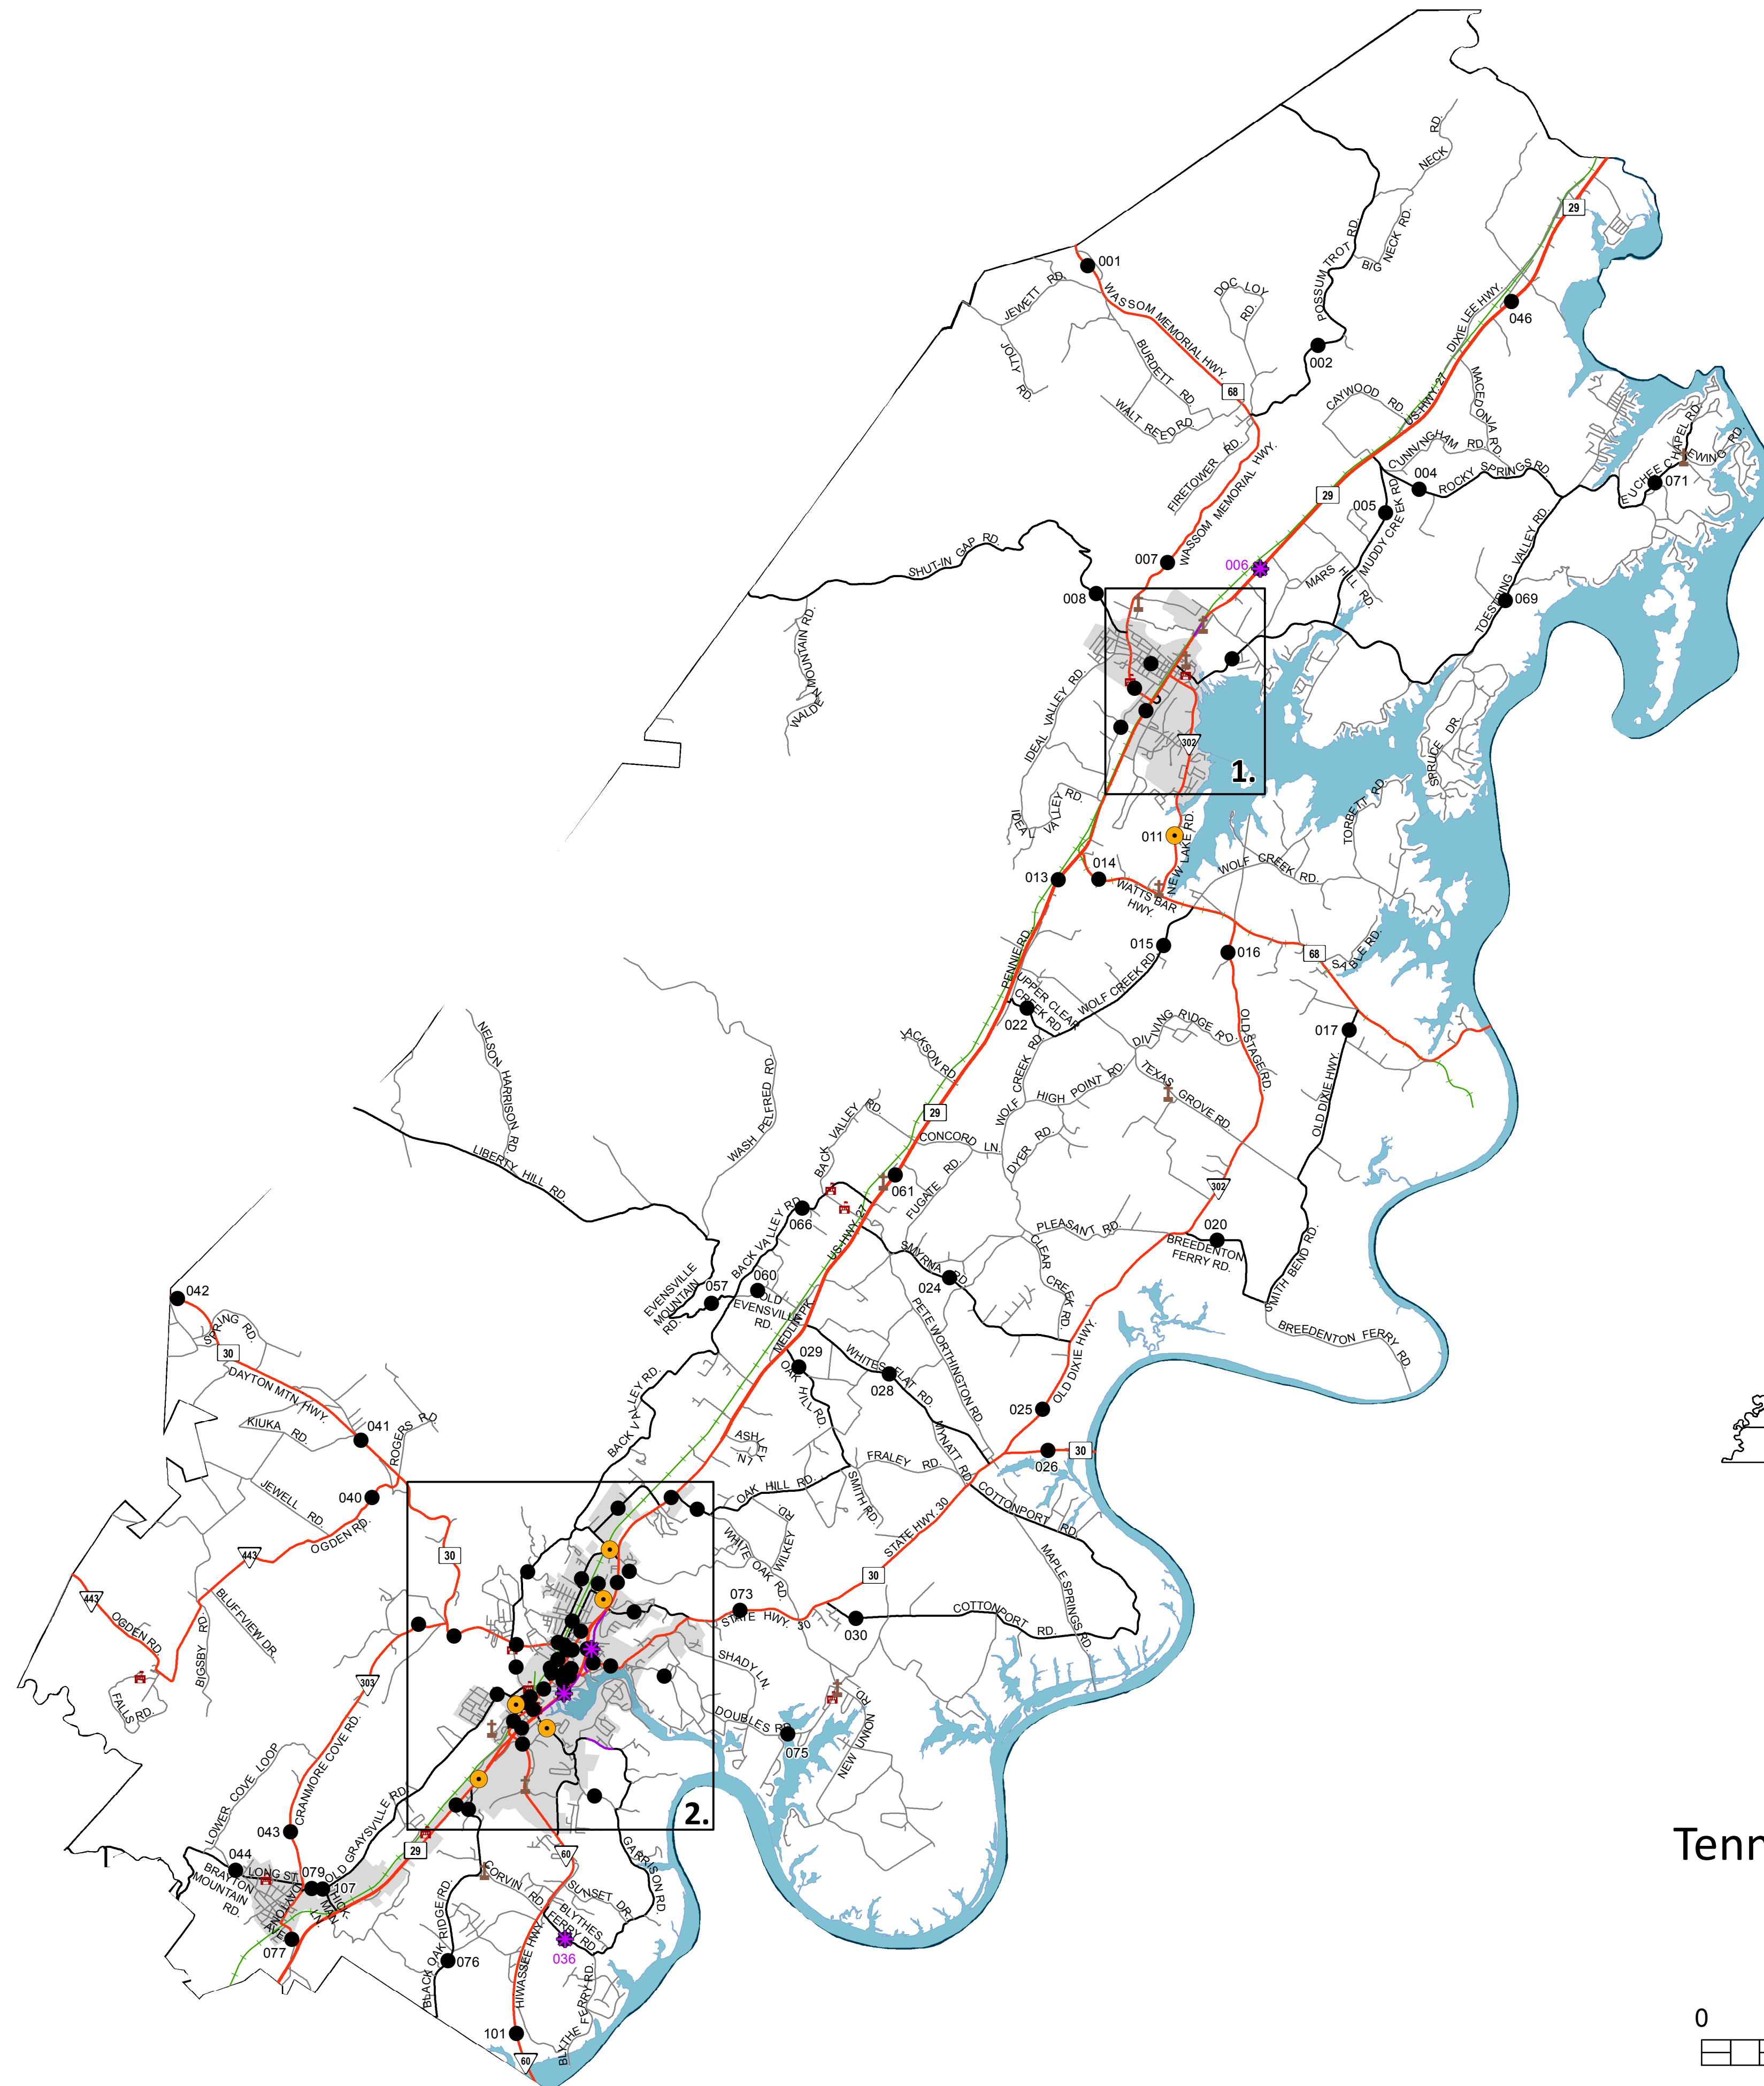 NECK RD.
29
001
JEWETT RD.
WASSOM MEMORIAL HWY.
DOC LOY RD.
POSSUM TROT RD.
BIG NECK RD.
DIXIE LEE HWY.
046
JOLLY RD.
BURDETT RD.
002
68
WALT REED RD.
CAYWOOD RD.
US HWY. 27
MACEDONIA RD.
CUNNINGHAM RD.
FIRETOWER RD.
WASSOM MEMORIAL HWY.
29
004
ROCKY SPRINGS RD.
EUCHEE CHAPEL RD.
EWING RD.
071
005
MUDDY CREEK RD.
SHUT-IN GAP RD.
007
006
MARS HILL RD.
TOESTRING VALLEY RD.
069
008
WALDEN MOUNTAIN RD.
IDEAL VALLEY RD.
302
1.
SPRUCE DR.
IDEAL VALLEY RD.
TORBETT RD.
011
NEW LAKE RD.
WOLF CREEK RD.
013
014
WATTS BAR
HWY.
PENNIE RD.
015
016
68
SABLE RD.
UPPER CLEAR
CREEK RD.
WOLF CREEK RD.
022
017
NELSON HARRISON RD.
JACKSON RD.
DILIVING RIDGE RD.
OLD STAGE RD.
WASH PELFRED RD.
WOLF CREEK RD.
HIGH POINT RD.
TEXAS GROVE RD.
OLD DIXIE HWY.
29
BACK VALLEY RD.
CONCORD LN.
DYER RD.
LIBERTY HILL RD.
061
FUGATE RD.
302
066
US HWY. 27
PLEASANT RD.
020
BREEDENTON
FERRY RD.
BACK VALLEY RD.
SMYRNA RD.
024
CLEAR CREEK RD.
SMITH BEND RD.
EVENSVILLE
MOUNTAIN
RD.
057
060
OLD
EVENSVILLE
RD.
MEDLIN PK.
042
SPRING RD.
30
BREEDENTON FERRY RD.
PETE WORTHINGTON RD.
OLD DIXIE HWY.
029
WHITES FLAT RD.
028
DAYTON MTN. HWY.
OAK HILL RD.
BACK VALLEY RD.
025
KIUKA RD.
041
ROGERS RD.
ASHLEY LN.
MYNATT RD.
026
30
FRALEY RD.
JEWELL RD.
040
OAK HILL RD.
SMITH RD.
COTTONPORT RD.
OGDEN RD.
443
30
WHITE OAK RD.
WILKEY RD.
STATE HWY. 30
MAPLE SPRINGS RD.
443
OGDEN RD.
BLUFFVIEW DR.
BIGSBY RD.
30
073
STATE HWY. 30
030
COTTONPORT
RD.
303
SHADY LN.
FALLS RD.
DOUBLES RD.
075
NEW UNION RD.
CRANMORE COVE RD.
LOWER COVE LOOP
2.
043
OLD GRAYSVILLE RD.
29
60
GARRISON RD.
044
LONG ST.
079
107
BRAYTON
MOUNTAIN
RD.
DAYTON AVE.
HICKMAN LN.
CORVIN RD.
SUNSET DR.
BLYTHES
FERRY RD.
077
BLACK OAK RIDGE RD.
076
HIWASSEE HWY.
036
BLYTHE FERRY RD.
101
60
Tenn
0